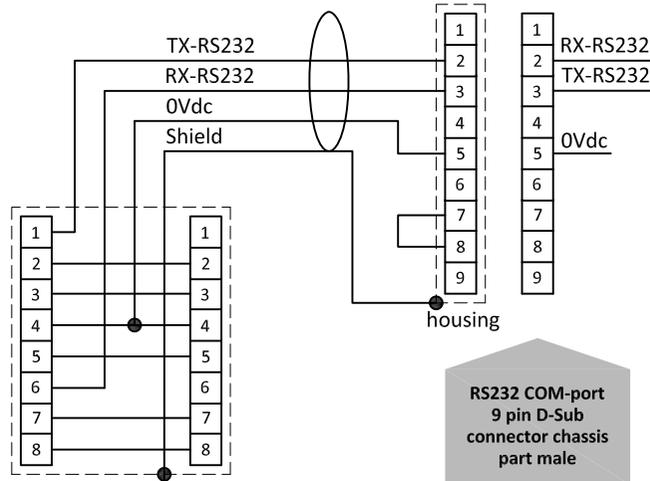 TX-RS232
RX-RS232
0Vdc
Shield
1
2
3
4
5
6
7
8
9
housing
1
2
3
4
5
6
7
8
9
RX-RS232
TX-RS232
0Vdc
1
2
3
4
5
6
7
8
1
2
3
4
5
6
7
8
RS232 COM-port
9 pin D-Sub
connector chassis
part male